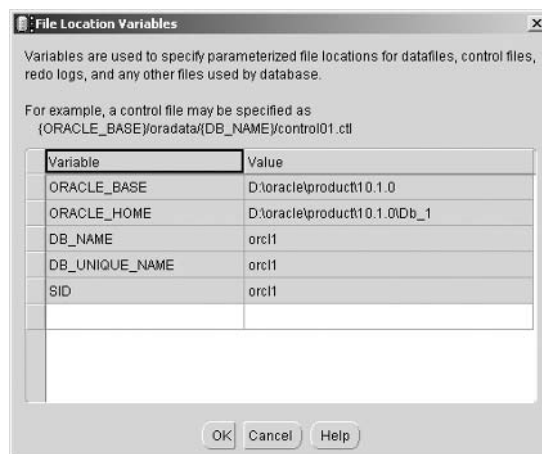 File Location Variables
Variables are used to specify parameterized file locations for datafiles, control files,
redo logs, and any other files used by database.
For example, a control file may be specified as
{ORACLE_BASE}/oradata/{DB_NAME}/control01.ctl
Variable Value
ORACLE_BASE D:\oracle\product\10.1.0
ORACLE_HOME D:\oracle\product\10.1.0\Db_1
DB_NAME orcl1
DB_UNIQUE_NAME orcl1
SID orcl1
OK Cancel Help